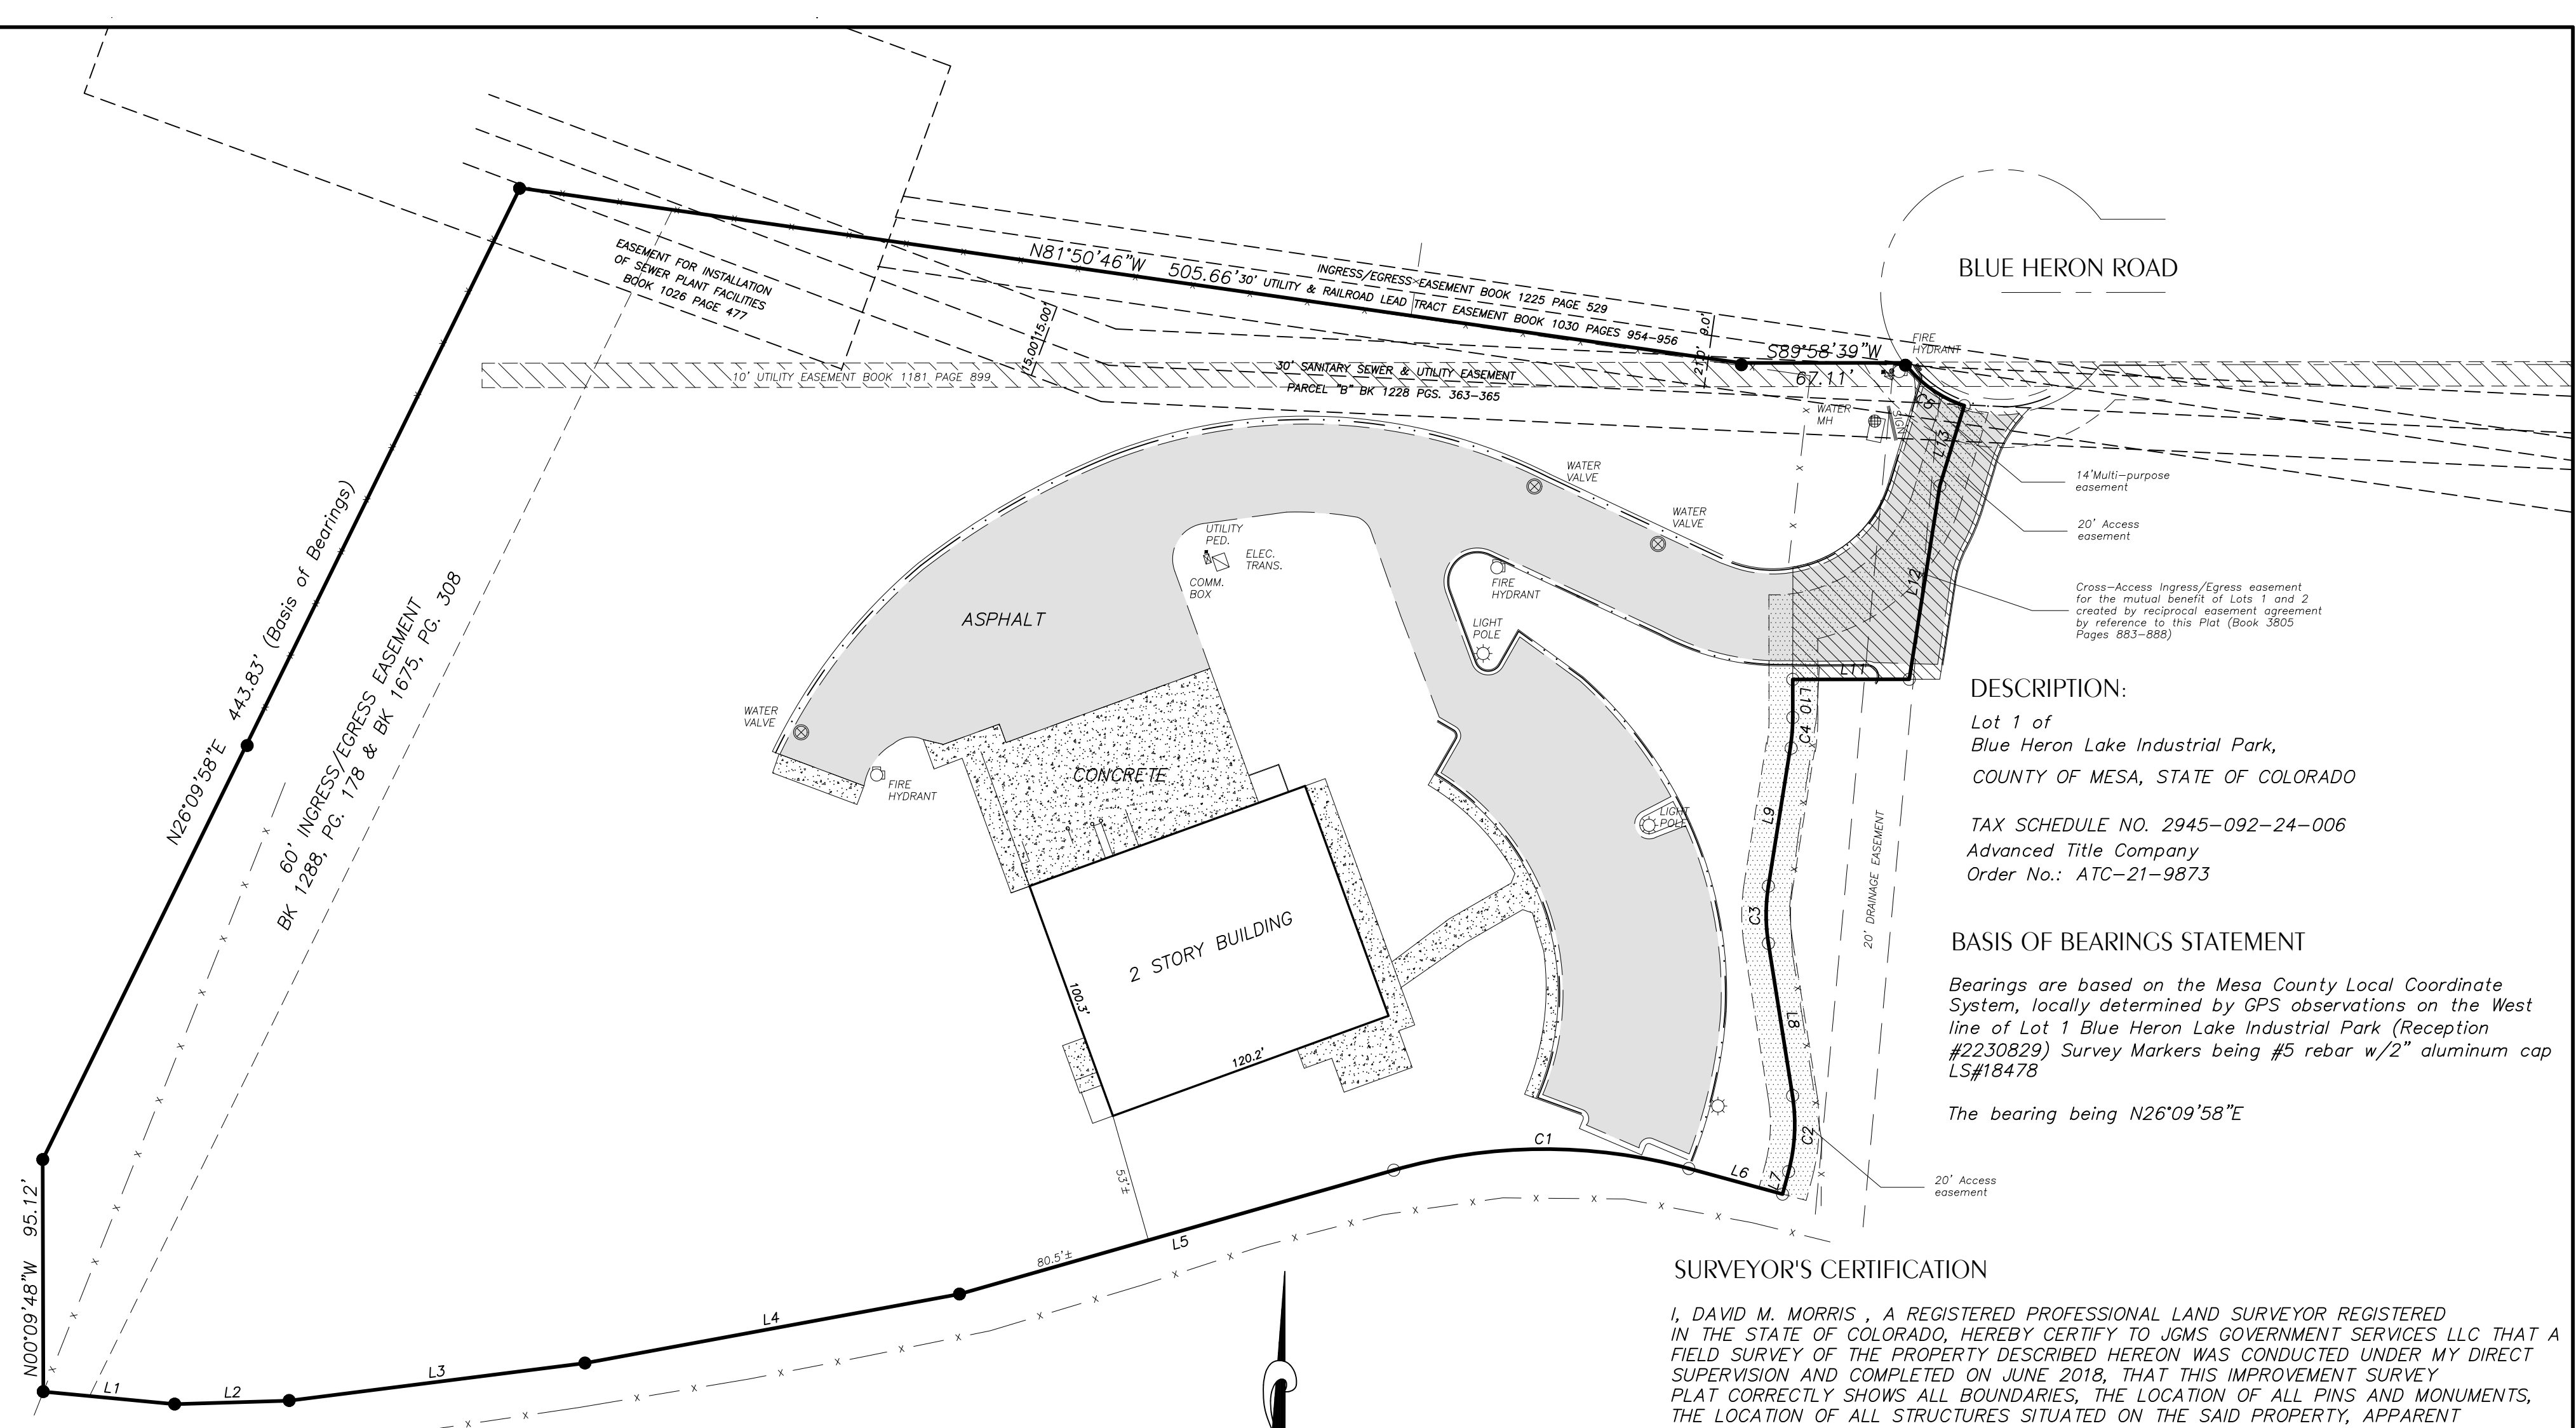 BLUE HERON ROAD
N81°50'46"W 505.66'
INGRESS/EGRESS EASEMENT BOOK 1225 PAGE 529
30' UTILITY & RAILROAD LEAD TRACT EASEMENT BOOK 1030 PAGES 954-956
EASEMENT FOR INSTALLATION
OF SEWER PLANT FACILITIES
BOOK 1026 PAGE 477
15.00'
15.00'
9.0'
21.0'
S89°58'39"W
67.11'
FIRE
HYDRANT
10' UTILITY EASEMENT BOOK 1181 PAGE 899
30' SANITARY SEWER & UTILITY EASEMENT
PARCEL "B" BK 1228 PGS. 363-365
WATER
MH
SIGN
L13
14'Multi-purpose
easement
20' Access
easement
WATER
VALVE
WATER
VALVE
UTILITY
PED.
ELEC.
TRANS.
COMM.
BOX
FIRE
HYDRANT
LIGHT
POLE
L12
Cross-Access Ingress/Egress easement
for the mutual benefit of Lots 1 and 2
created by reciprocal easement agreement
by reference to this Plat (Book 3805
Pages 883-888)
443.83' (Basis of Bearings)
N26°09'58"E
60' INGRESS/EGRESS EASEMENT
BK 1288, PG. 178 & BK 1675, PG. 308
ASPHALT
L11
L10
C4
DESCRIPTION:
Lot 1 of
Blue Heron Lake Industrial Park,
COUNTY OF MESA, STATE OF COLORADO
TAX SCHEDULE NO. 2945-092-24-006
Advanced Title Company
Order No.: ATC-21-9873
WATER
VALVE
FIRE
HYDRANT
CONCRETE
LIGHT
POLE
L9
C3
20' DRAINAGE EASEMENT
2 STORY BUILDING
100.3'
120.2'
BASIS OF BEARINGS STATEMENT
Bearings are based on the Mesa County Local Coordinate
System, locally determined by GPS observations on the West
line of Lot 1 Blue Heron Lake Industrial Park (Reception
#2230829) Survey Markers being #5 rebar w/2" aluminum cap
LS#18478
The bearing being N26°09'58"E
L8
C2
L7
L6
C1
20' Access
easement
53'±
80.5'±
L5
L4
L3
L2
L1
N00°09'48"W 95.12'
SURVEYOR'S CERTIFICATION
I, DAVID M. MORRIS , A REGISTERED PROFESSIONAL LAND SURVEYOR REGISTERED
IN THE STATE OF COLORADO, HEREBY CERTIFY TO JGMS GOVERNMENT SERVICES LLC THAT A
FIELD SURVEY OF THE PROPERTY DESCRIBED HEREON WAS CONDUCTED UNDER MY DIRECT
SUPERVISION AND COMPLETED ON JUNE 2018, THAT THIS IMPROVEMENT SURVEY
PLAT CORRECTLY SHOWS ALL BOUNDARIES, THE LOCATION OF ALL PINS AND MONUMENTS,
THE LOCATION OF ALL STRUCTURES SITUATED ON THE SAID PROPERTY, APPARENT